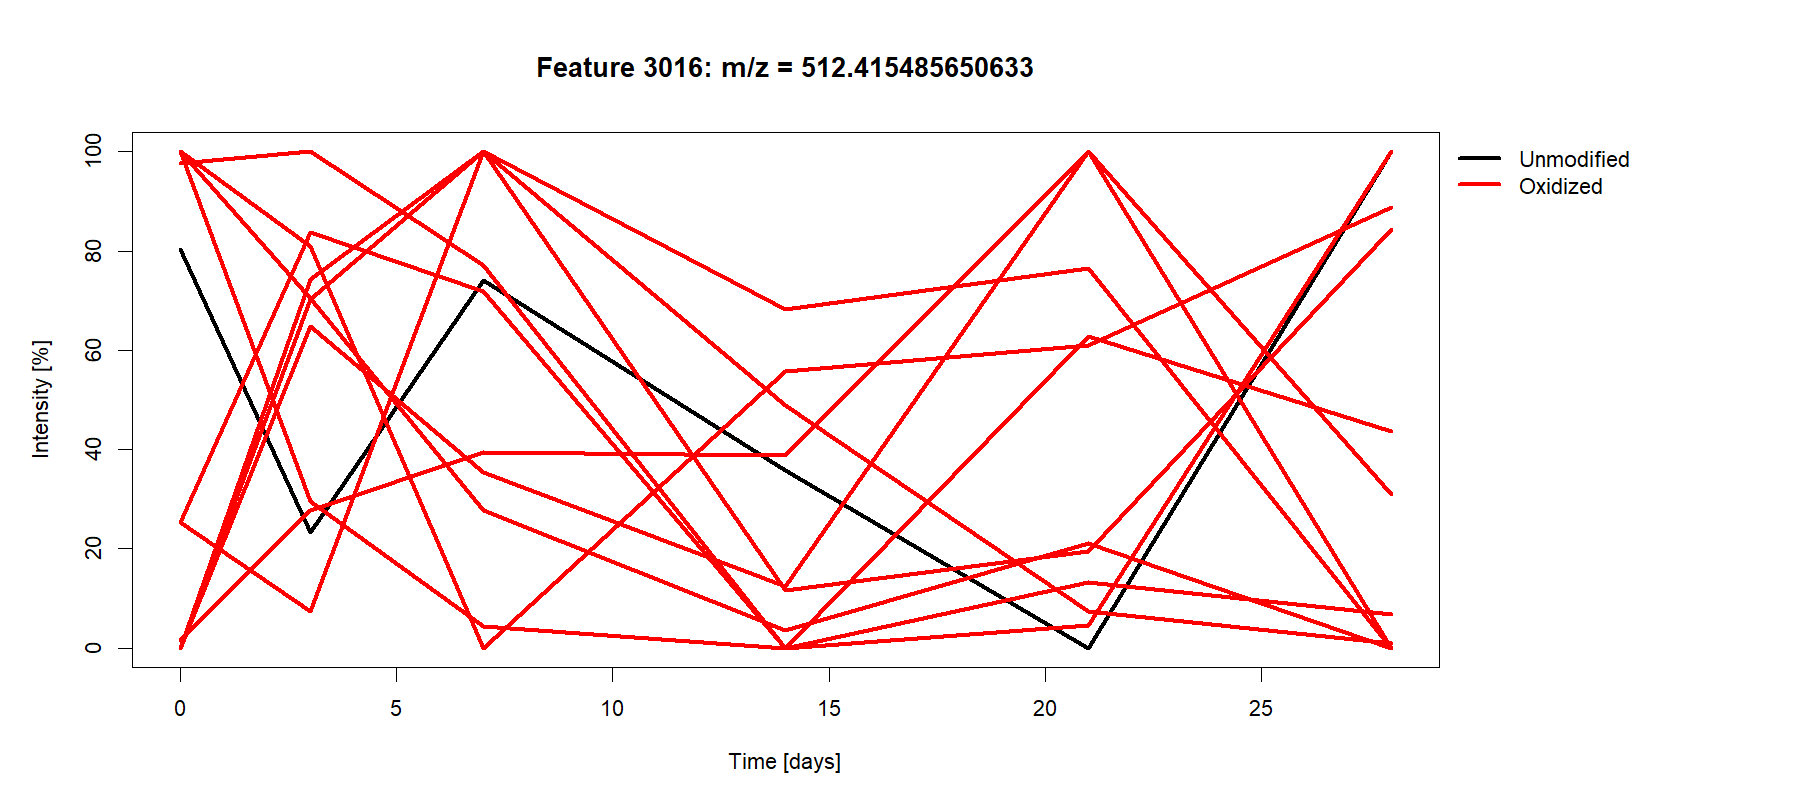 Feature 3016: m/z = 512.415485650633
Unmodified
Oxidized
Intensity [%]
100
80
60
40
20
0
0 5 10 15 20 25
Time [days]